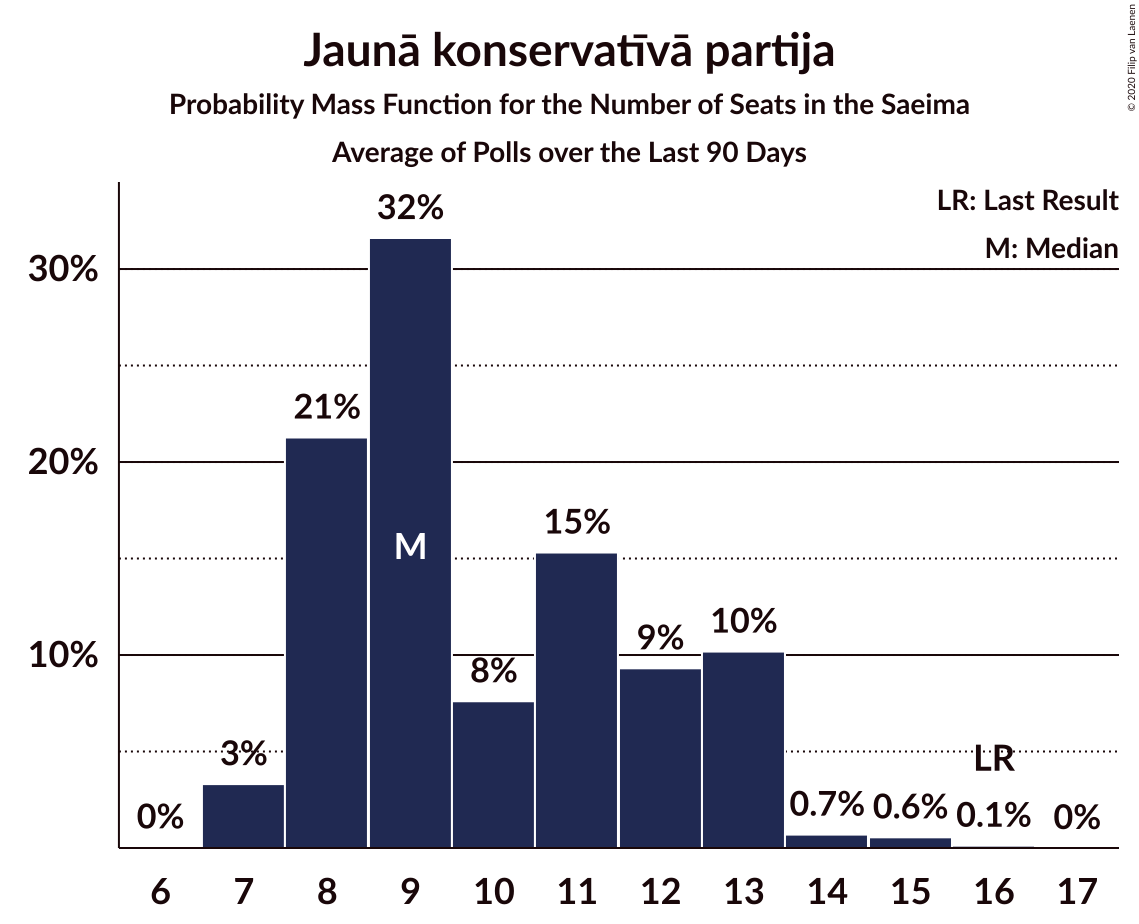 Jaunā konservatīvā partija
Probability Mass Function for the Number of Seats in the Saeima
Average of Polls over the Last 90 Days
© 2020 Filip van Laenen
LR: Last Result
M: Median
30%
20%
10%
0%
3%
21%
32%
M
8%
15%
9%
10%
0.7%
0.6%
LR
0.1%
0%
6 7 8 9 10 11 12 13 14 15 16 17